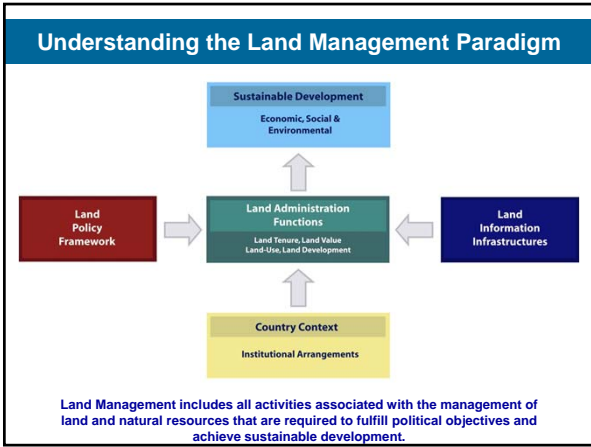 Understanding the Land Management Paradigm
Sustainable Development
Economic, Social &
Environmental
Land
Policy
Framework
Land Administration
Functions
Land Tenure, Land Value
Land-Use, Land Development
Land
Information
Infrastructures
Country Context
Institutional Arrangements
Land Management includes all activities associated with the management of
land and natural resources that are required to fulfill political objectives and
achieve sustainable development.